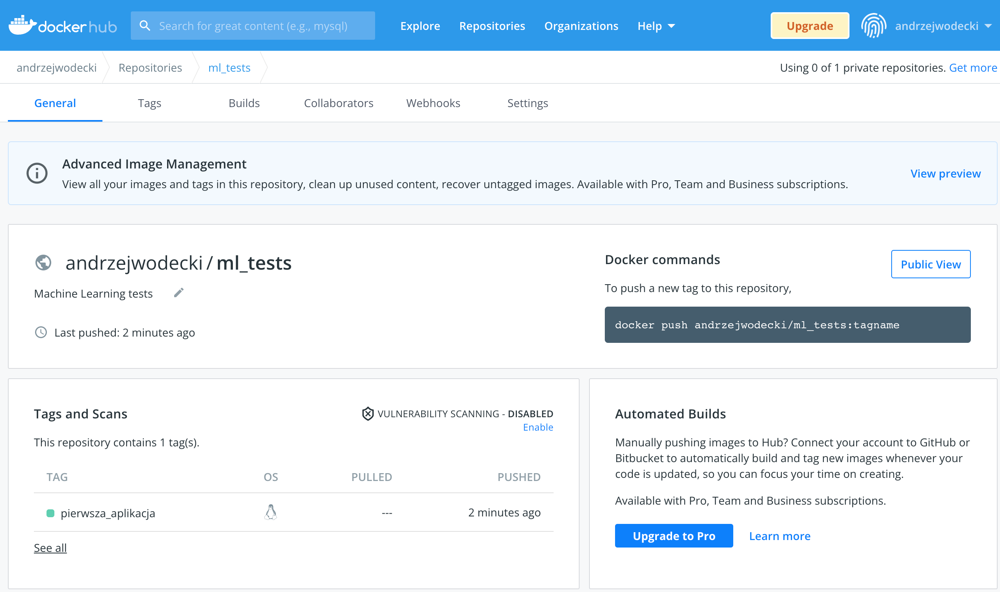 dockerhub
Search for great content (e.g., mysql)
Explore
Repositories
Organizations
Help
Upgrade
andrzejwodecki
andrzejwodecki
Repositories
ml_tests
Using 0 of 1 private repositories. Get more
General
Tags
Builds
Collaborators
Webhooks
Settings
Advanced Image Management
View all your images and tags in this repository, clean up unused content, recover untagged images. Available with Pro, Team and Business subscriptions.
View preview
andrzejwodecki / ml_tests
Machine Learning tests
Last pushed: 2 minutes ago
Docker commands
Public View
To push a new tag to this repository,
docker push andrzejwodecki/ml_tests:tagname
Tags and Scans
VULNERABILITY SCANNING - DISABLED
Enable
This repository contains 1 tag(s).
TAG OS PULLED PUSHED
pierwsza_aplikacja --- 2 minutes ago
See all
Automated Builds
Manually pushing images to Hub? Connect your account to GitHub or
Bitbucket to automatically build and tag new images whenever your
code is updated, so you can focus your time on creating.
Available with Pro, Team and Business subscriptions.
Upgrade to Pro
Learn more